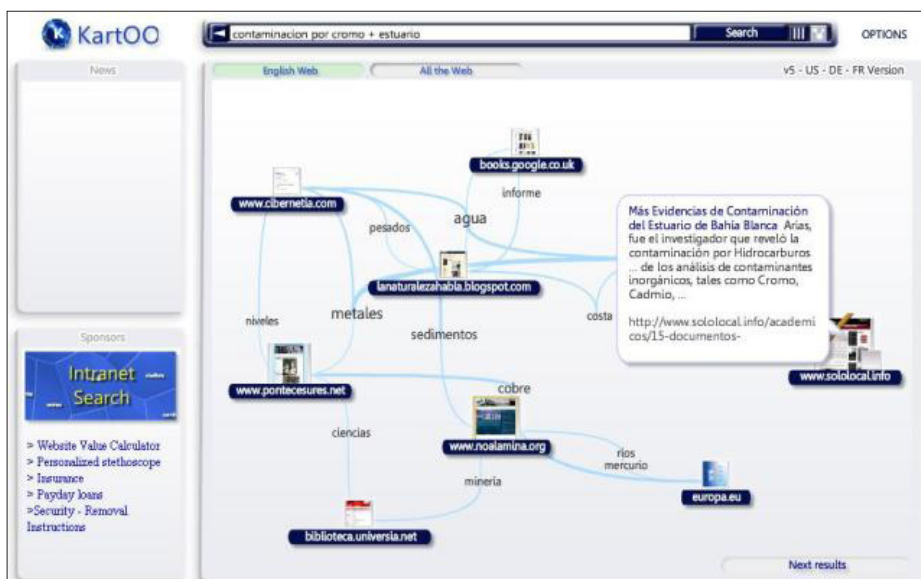 KartOO
contaminacion por cromo + estuario
Search
OPTIONS
News
English Web
All the Web
v5 - US - DE - FR Version
books.google.co.uk
www.cibernetia.com
informe
agua
pesados
Más Evidencias de Contaminación
del Estuario de Bahía Blanca Arias,
fue el investigador que reveló la
contaminación por Hidrocarburos
... de los análisis de contaminantes
inorgánicos, tales como Cromo,
Cadmio, ...
http://www.sololocal.info/academi
cos/15-documentos-
lanaturalezahabla.blogspot.com
niveles
metales
costa
sedimentos
www.sololocal.info
www.pontecesures.net
cobre
ciencias
www.noalamina.org
rios
mercurio
mineria
europa.eu
biblioteca.universia.net
Next results
Sponsors
Intranet
Search
> Website Value Calculator
> Personalized stethoscope
> Insurance
> Payday loans
>Security - Removal
Instructions